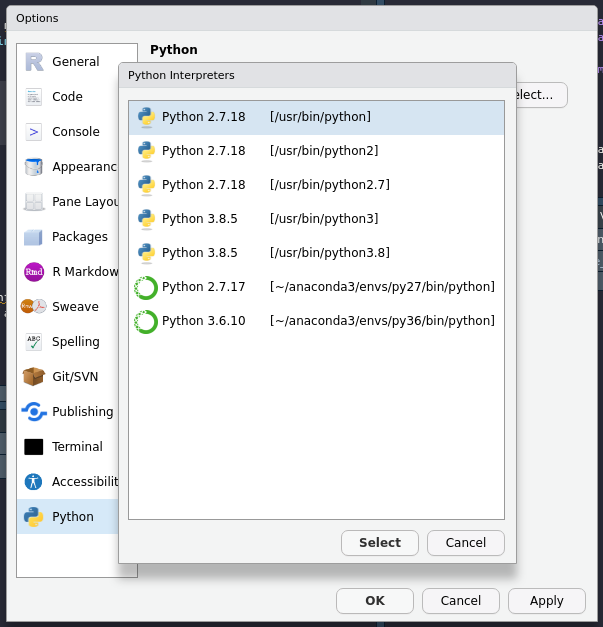 Options
General
Code
Console
Appearanc
Pane Layou
Packages
R Markdow
Sweave
Spelling
Git/SVN
Publishing
Terminal
Accessibilit
Python
Python
elect...
Python Interpreters
Python 2.7.18 [/usr/bin/python]
Python 2.7.18 [/usr/bin/python2]
Python 2.7.18 [/usr/bin/python2.7]
Python 3.8.5 [/usr/bin/python3]
Python 3.8.5 [/usr/bin/python3.8]
Python 2.7.17 [~/anaconda3/envs/py27/bin/python]
Python 3.6.10 [~/anaconda3/envs/py36/bin/python]
Select
Cancel
OK
Cancel
Apply